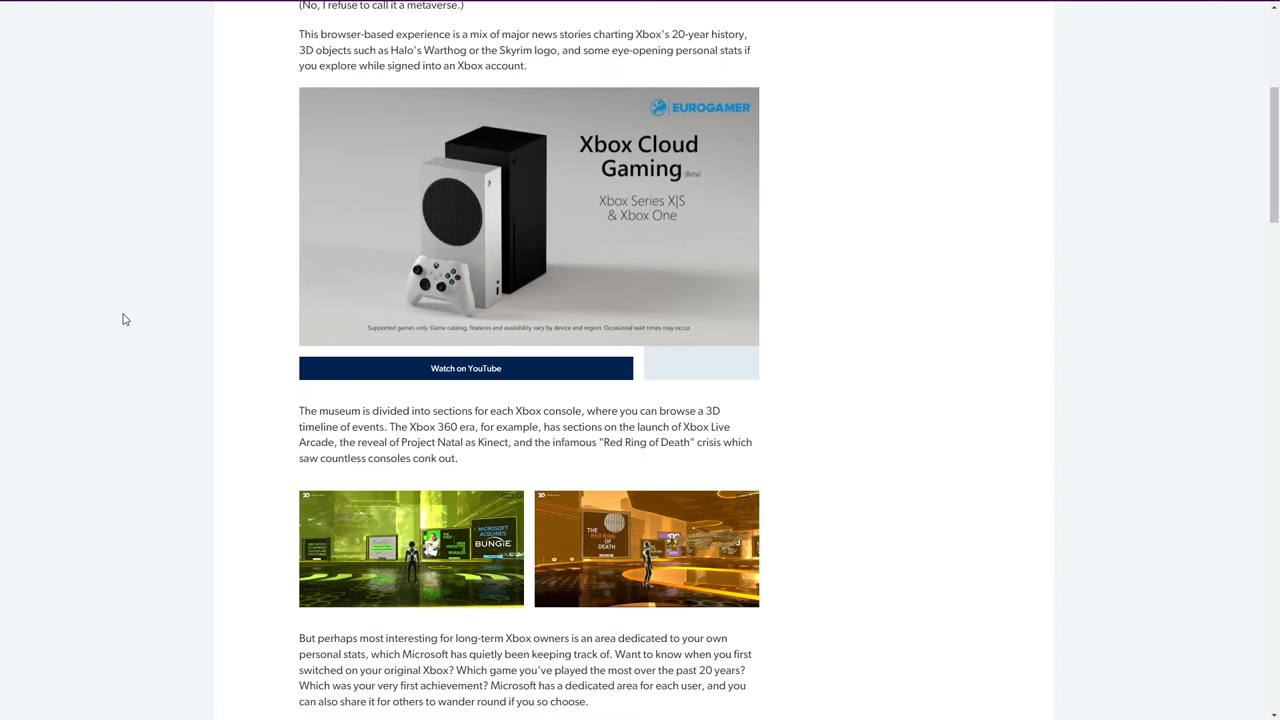 (No, I refuse to call it a metaverse.)
This browser-based experience is a mix of major news stories charting Xbox's 20-year history,
3D objects such as Halo's Warthog or the Skyrim logo, and some eye-opening personal stats if
you explore while signed into an Xbox account.
EUROGAMER
Xbox Cloud
Gaming (Beta)
Xbox Series X|S
& Xbox One
Supported games only. Game catalog, features and availability vary by device and region. Occasional wait times may occur.
Watch on YouTube
The museum is divided into sections for each Xbox console, where you can browse a 3D
timeline of events. The Xbox 360 era, for example, has sections on the launch of Xbox Live
Arcade, the reveal of Project Natal as Kinect, and the infamous "Red Ring of Death" crisis which
saw countless consoles conk out.
MICROSOFT
ACQUIRES
BUNGIE
THE
RED RING
OF
DEATH
But perhaps most interesting for long-term Xbox owners is an area dedicated to your own
personal stats, which Microsoft has quietly been keeping track of. Want to know when you first
switched on your original Xbox? Which game you've played the most over the past 20 years?
Which was your very first achievement? Microsoft has a dedicated area for each user, and you
can also share it for others to wander round if you so choose.